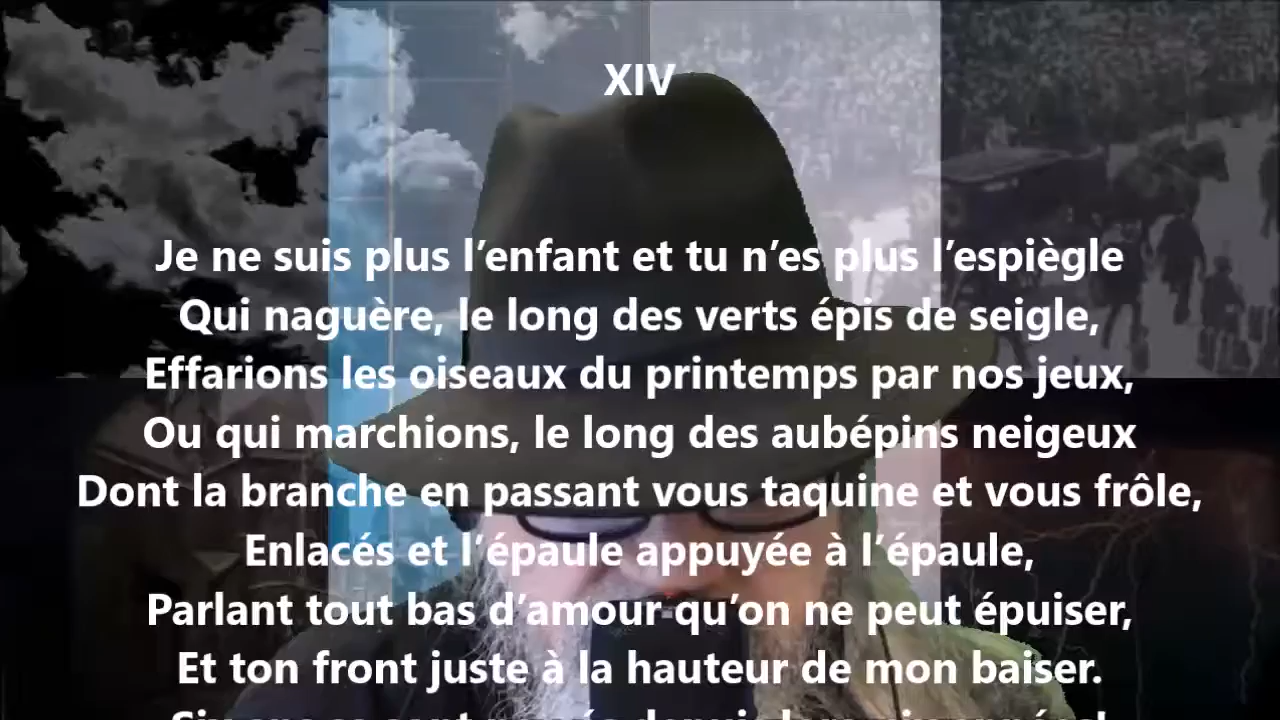 XIV
Je ne suis plus l’enfant et tu n’es plus l’espiègle
Qui naguère, le long des verts épis de seigle,
Effarions les oiseaux du printemps par nos jeux,
Ou qui marchions, le long des aubépins neigeux
Dont la branche en passant vous taquine et vous frôle,
Enlacés et l’épaule appuyée à l’épaule,
Parlant tout bas d’amour qu’on ne peut épuiser,
Et ton front juste à la hauteur de mon baiser.